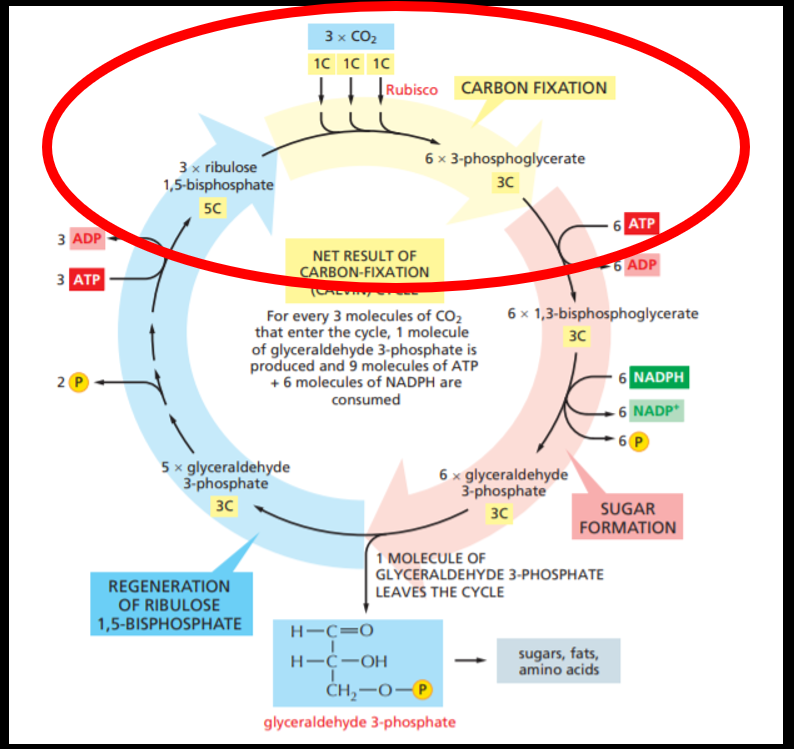 3 × CO₂
1C 1C 1C
Rubisco
CARBON FIXATION
3 × ribulose
1,5-bisphosphate
5C
6 × 3-phosphoglycerate
3C
3 ADP
3 ATP
6 ATP
6 ADP
NET RESULT OF
CARBON-FIXATION
(CALVIN) CYCLE
For every 3 molecules of CO₂
that enter the cycle, 1 molecule
of glyceraldehyde 3-phosphate is
produced and 9 molecules of ATP
+ 6 molecules of NADPH are
consumed
6 × 1,3-bisphosphoglycerate
3C
2 P
6 NADPH
6 NADP⁺
6 P
5 × glyceraldehyde
3-phosphate
3C
6 × glyceraldehyde
3-phosphate
3C
SUGAR
FORMATION
1 MOLECULE OF
GLYCERALDEHYDE 3-PHOSPHATE
LEAVES THE CYCLE
REGENERATION
OF RIBULOSE
1,5-BISPHOSPHATE
H—C=O
H—C—OH
CH₂—O—P
sugars, fats,
amino acids
glyceraldehyde 3-phosphate